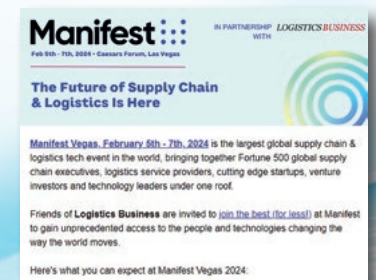 Manifest
IN PARTNERSHIP WITH LOGISTICS BUSINESS
Feb 5th - 7th, 2024 • Caesars Forum, Las Vegas
The Future of Supply Chain
& Logistics Is Here
Manifest Vegas, February 5th - 7th, 2024 is the largest global supply chain &
logistics tech event in the world, bringing together Fortune 500 global supply
chain executives, logistics service providers, cutting edge startups, venture
investors and technology leaders under one roof.
Friends of Logistics Business are invited to join the best (for less!) at Manifest
to gain unprecedented access to the people and technologies changing the
way the world moves.
Here's what you can expect at Manifest Vegas 2024: